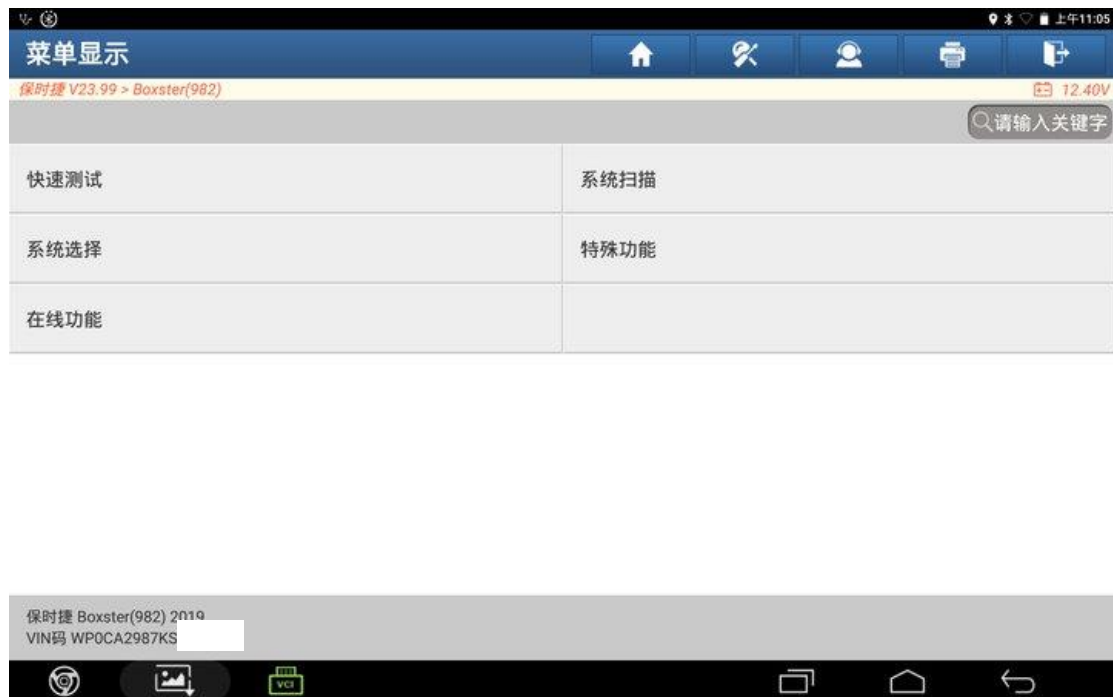 上午11:05
菜单显示
保时捷 V23.99 > Boxster(982)
12.40V
请输入关键字
快速测试
系统扫描
系统选择
特殊功能
在线功能
保时捷 Boxster(982) 2019
VIN码 WP0CA2987KS
VCI